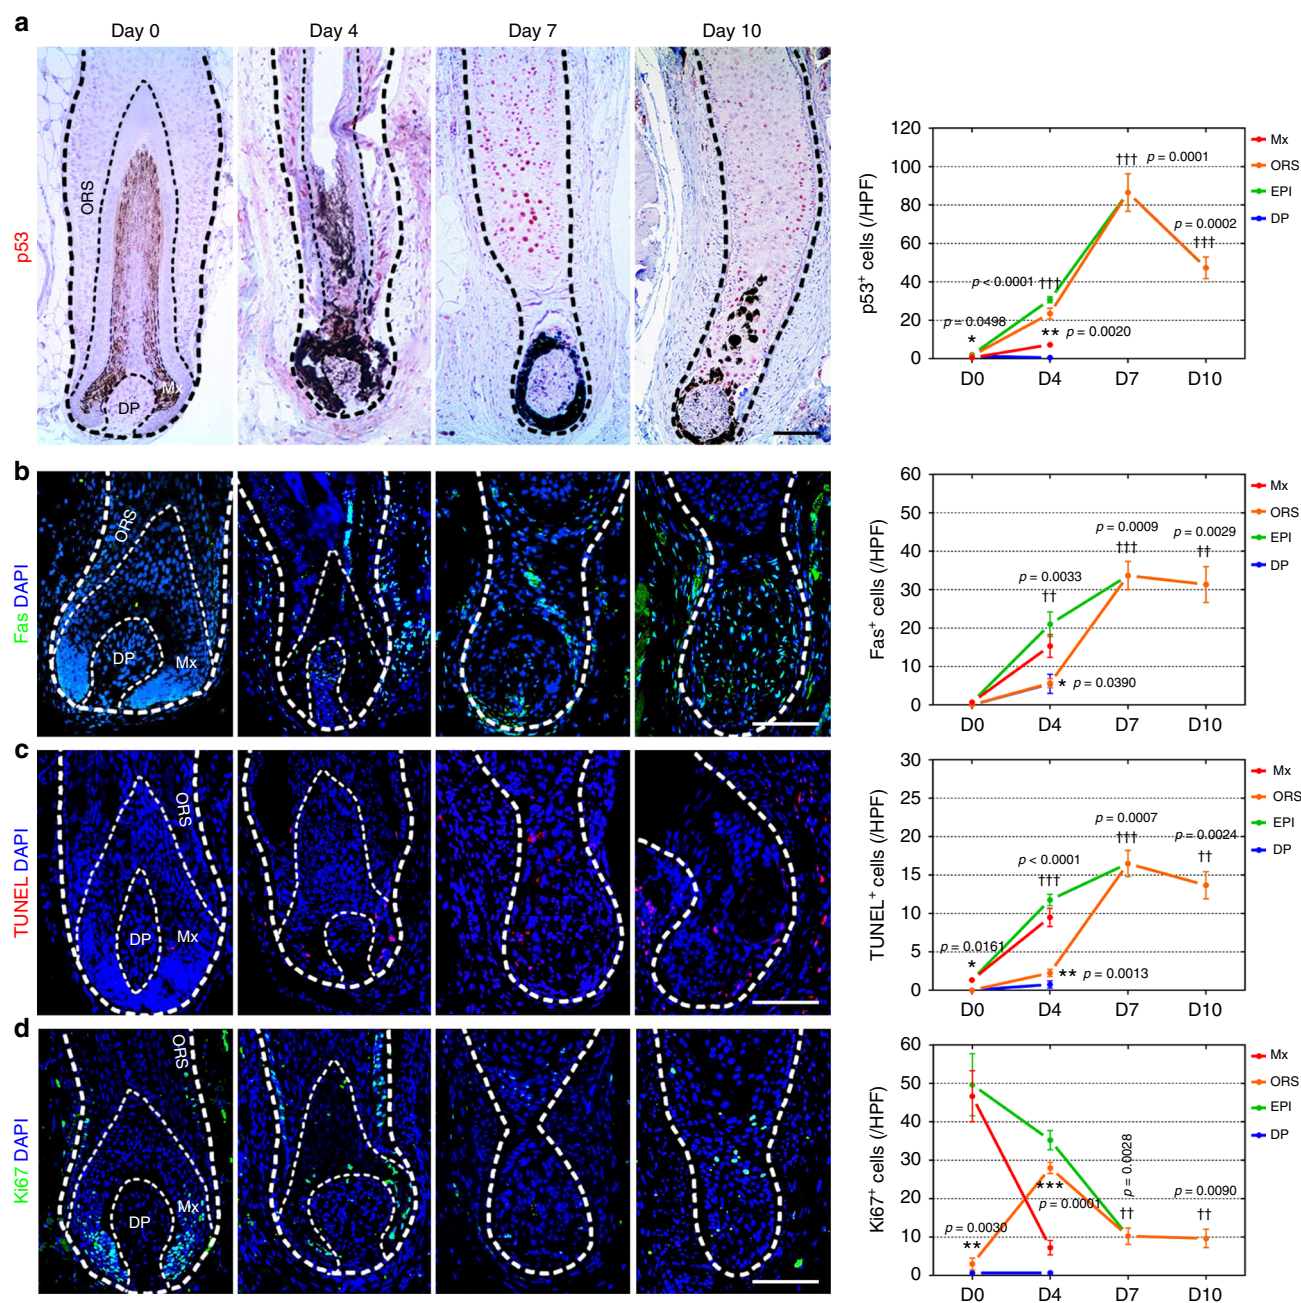 a
Day 0
Day 4
Day 7
Day 10
p53
ORS
Mx
DP
p53+ cells (/HPF)
120
100
80
60
40
20
0
D0
D4
D7
D10
*
p = 0.0498
p < 0.0001
†††
**
p = 0.0020
†††
p = 0.0001
p = 0.0002
†††
Mx
ORS
EPI
DP
b
Fas DAPI
ORS
DP
Mx
Fas+ cells (/HPF)
60
50
40
30
20
10
0
D0
D4
D7
D10
p = 0.0033
††
* p = 0.0390
p = 0.0009
†††
p = 0.0029
††
Mx
ORS
EPI
DP
c
TUNEL DAPI
ORS
DP
Mx
TUNEL+ cells (/HPF)
30
25
20
15
10
5
0
D0
D4
D7
D10
p = 0.0161
*
p < 0.0001
†††
** p = 0.0013
p = 0.0007
†††
p = 0.0024
††
Mx
ORS
EPI
DP
d
Ki67 DAPI
ORS
DP
Mx
Ki67+ cells (/HPF)
60
50
40
30
20
10
0
D0
D4
D7
D10
p = 0.0030
**
***
p = 0.0001
p = 0.0028
††
p = 0.0090
††
Mx
ORS
EPI
DP